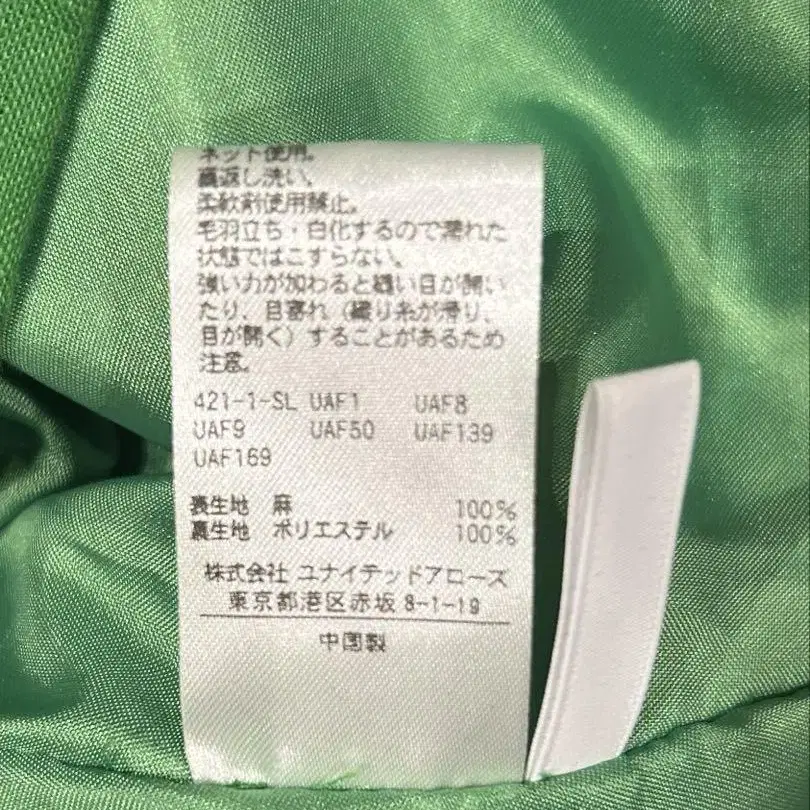 ネット使用。
裏返し洗い、
柔軟剤使用禁止。
毛羽立ち・白化するので濡れた
状態ではこすらない。
強い力が加わると縫い目が開い
たり、目寄れ（織り糸が滑り、
目が開く）することがあるため
注意。
421-1-SL UAF1 UAF8
UAF9 UAF50 UAF139
UAF169
表生地 麻 100%
裏生地 ポリエステル 100%
株式会社 ユナイテッドアローズ
東京都港区赤坂 8-1-19
中国製